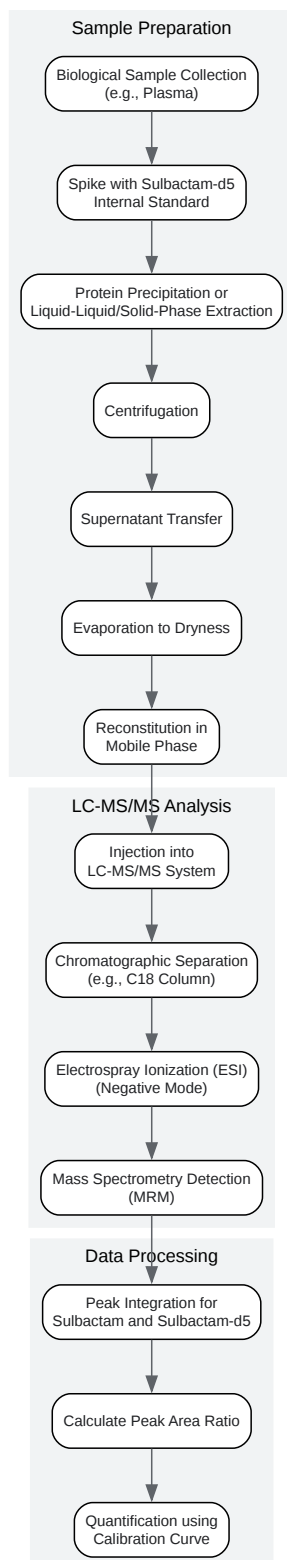 Sample Preparation
Biological Sample Collection
(e.g., Plasma)
Spike with Sulbactam-d5
Internal Standard
Protein Precipitation or
Liquid-Liquid/Solid-Phase Extraction
Centrifugation
Supernatant Transfer
Evaporation to Dryness
Reconstitution in
Mobile Phase
LC-MS/MS Analysis
Injection into
LC-MS/MS System
Chromatographic Separation
(e.g., C18 Column)
Electrospray Ionization (ESI)
(Negative Mode)
Mass Spectrometry Detection
(MRM)
Data Processing
Peak Integration for
Sulbactam and Sulbactam-d5
Calculate Peak Area Ratio
Quantification using
Calibration Curve